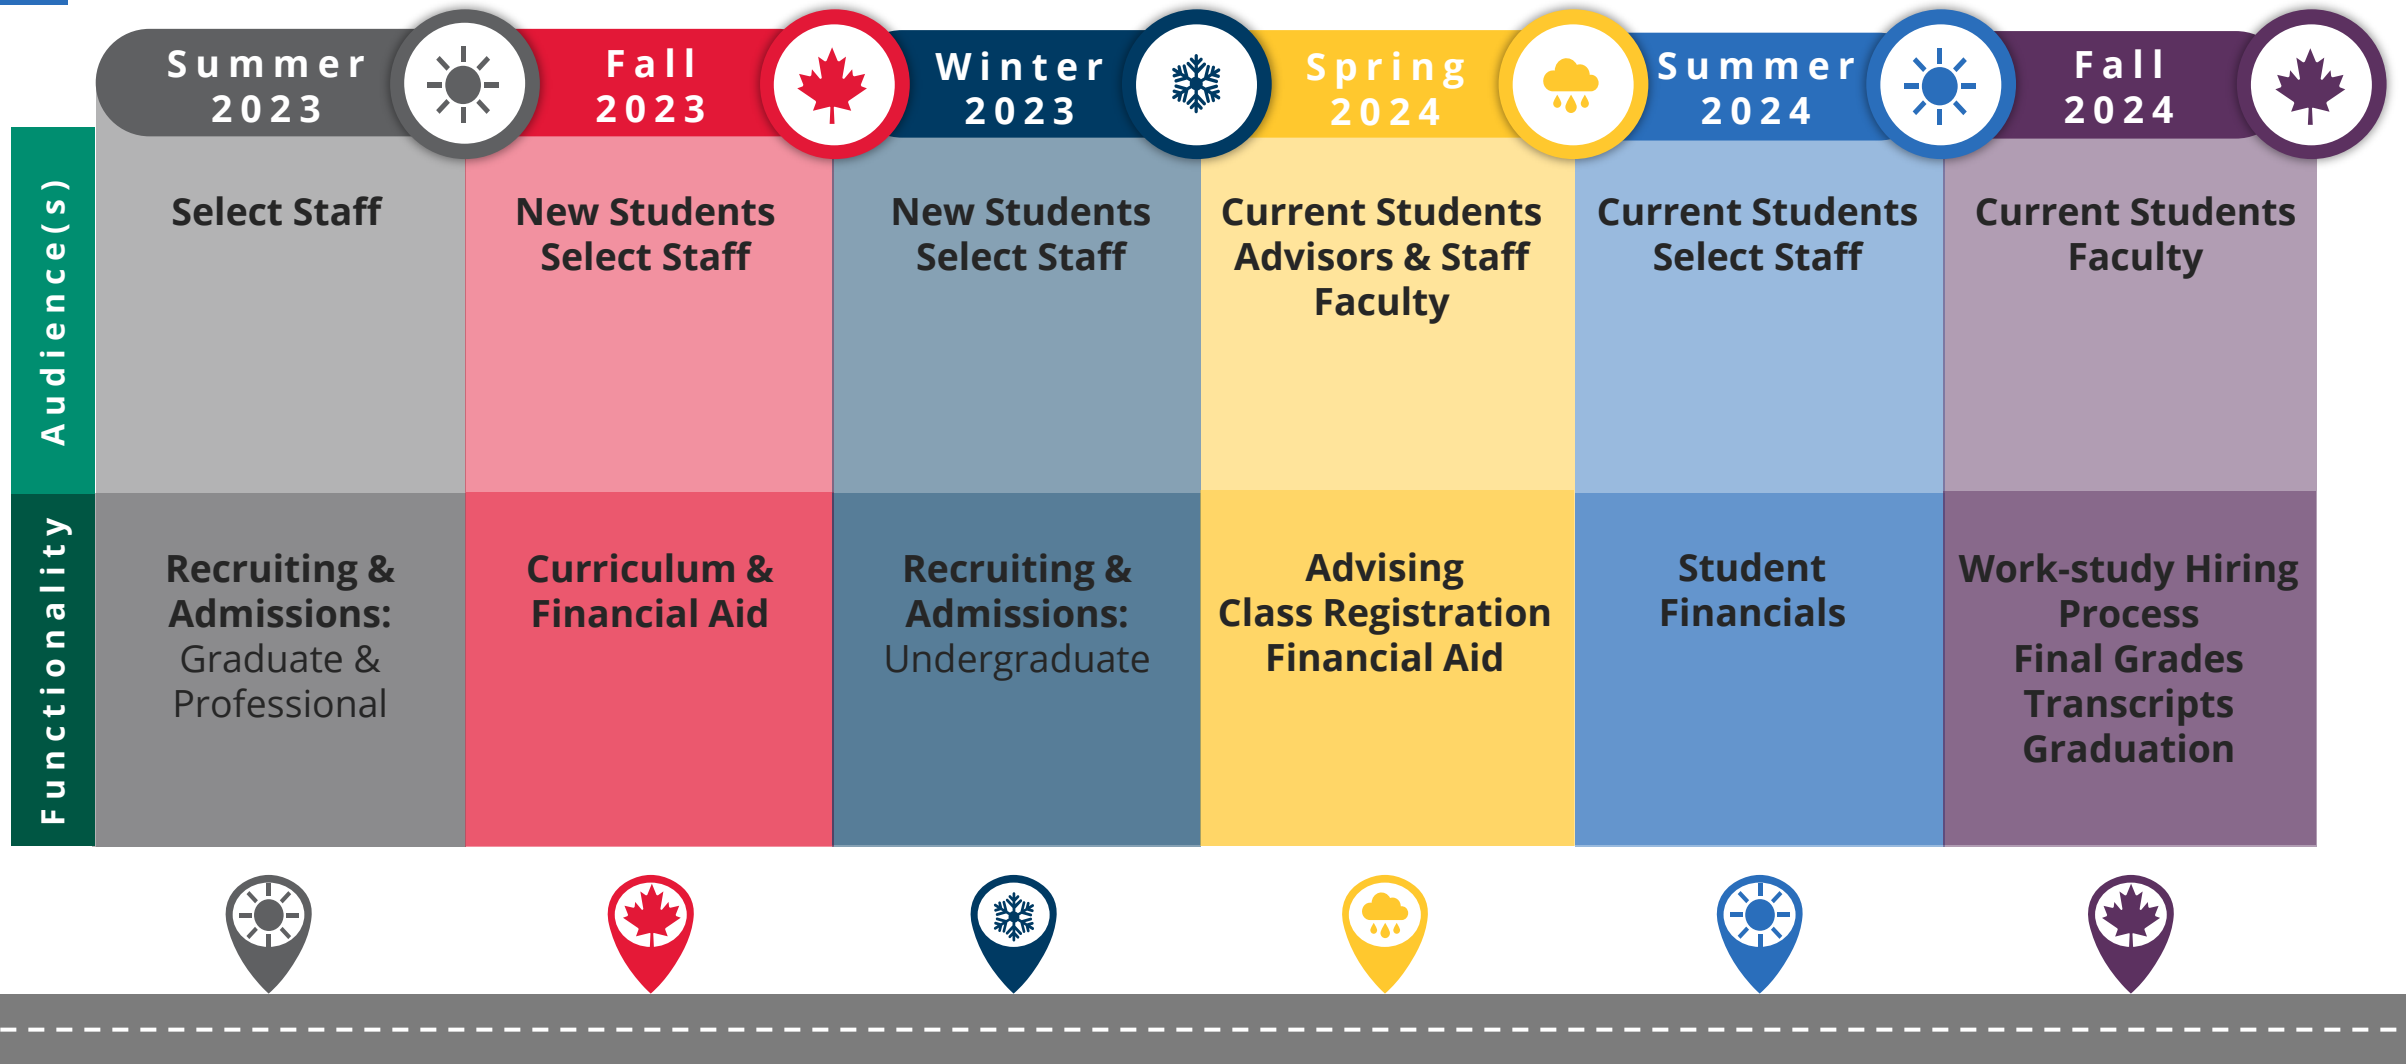 Summer
2023
Fall
2023
Winter
2023
Spring
2024
Summer
2024
Fall
2024
Audience(s)
Select Staff
New Students
Select Staff
New Students
Select Staff
Current Students
Advisors & Staff
Faculty
Current Students
Select Staff
Current Students
Faculty
Functionality
Recruiting &
Admissions:
Graduate &
Professional
Curriculum &
Financial Aid
Recruiting &
Admissions:
Undergraduate
Advising
Class Registration
Financial Aid
Student
Financials
Work-study Hiring
Process
Final Grades
Transcripts
Graduation